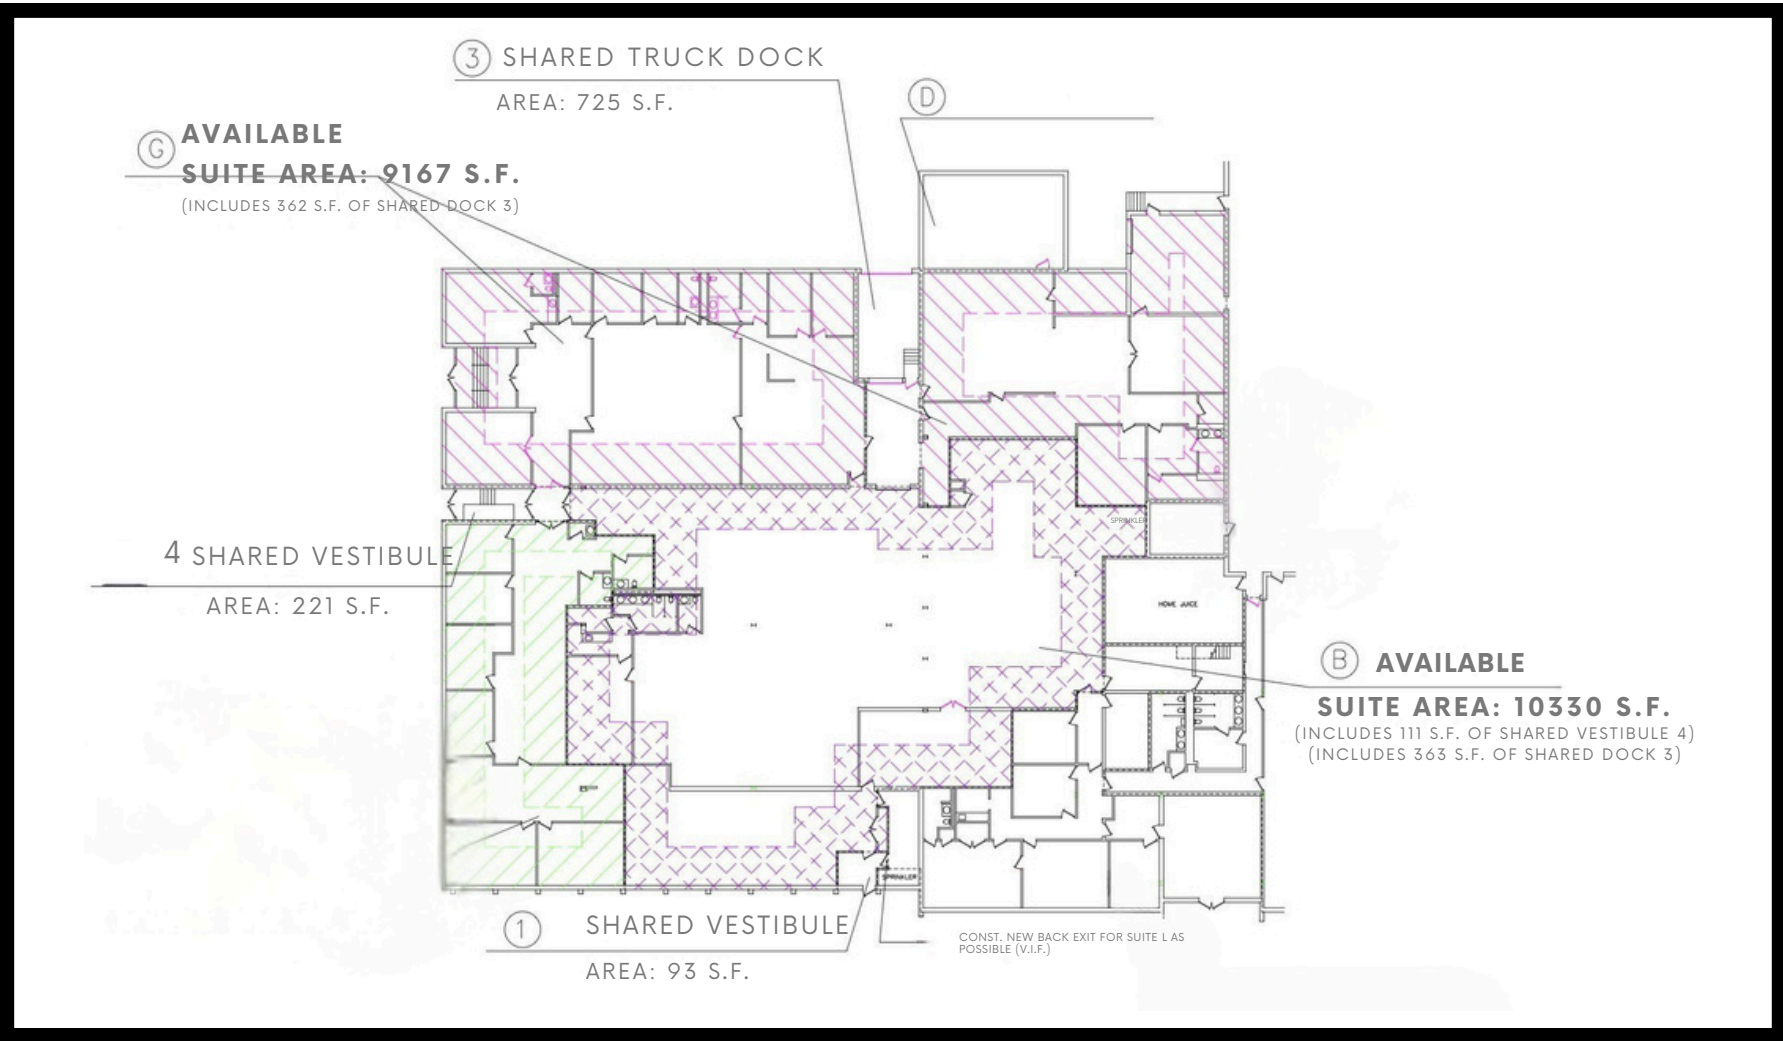 3 SHARED TRUCK DOCK
AREA: 725 S.F.
D
G AVAILABLE
SUITE AREA: 9167 S.F.
(INCLUDES 362 S.F. OF SHARED DOCK 3)
SPRINKLER
4 SHARED VESTIBULE
AREA: 221 S.F.
HOME JUICE
B AVAILABLE
SUITE AREA: 10330 S.F.
(INCLUDES 111 S.F. OF SHARED VESTIBULE 4)
(INCLUDES 363 S.F. OF SHARED DOCK 3)
SPRINKLER
1 SHARED VESTIBULE
AREA: 93 S.F.
CONST. NEW BACK EXIT FOR SUITE L AS
POSSIBLE (V.I.F.)